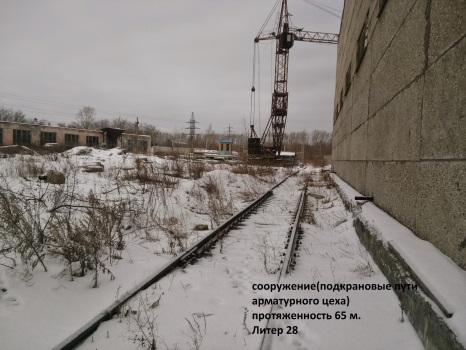 сооружение(подкрановые пути
арматурного цеха)
протяженность 65 м.
Литер 28